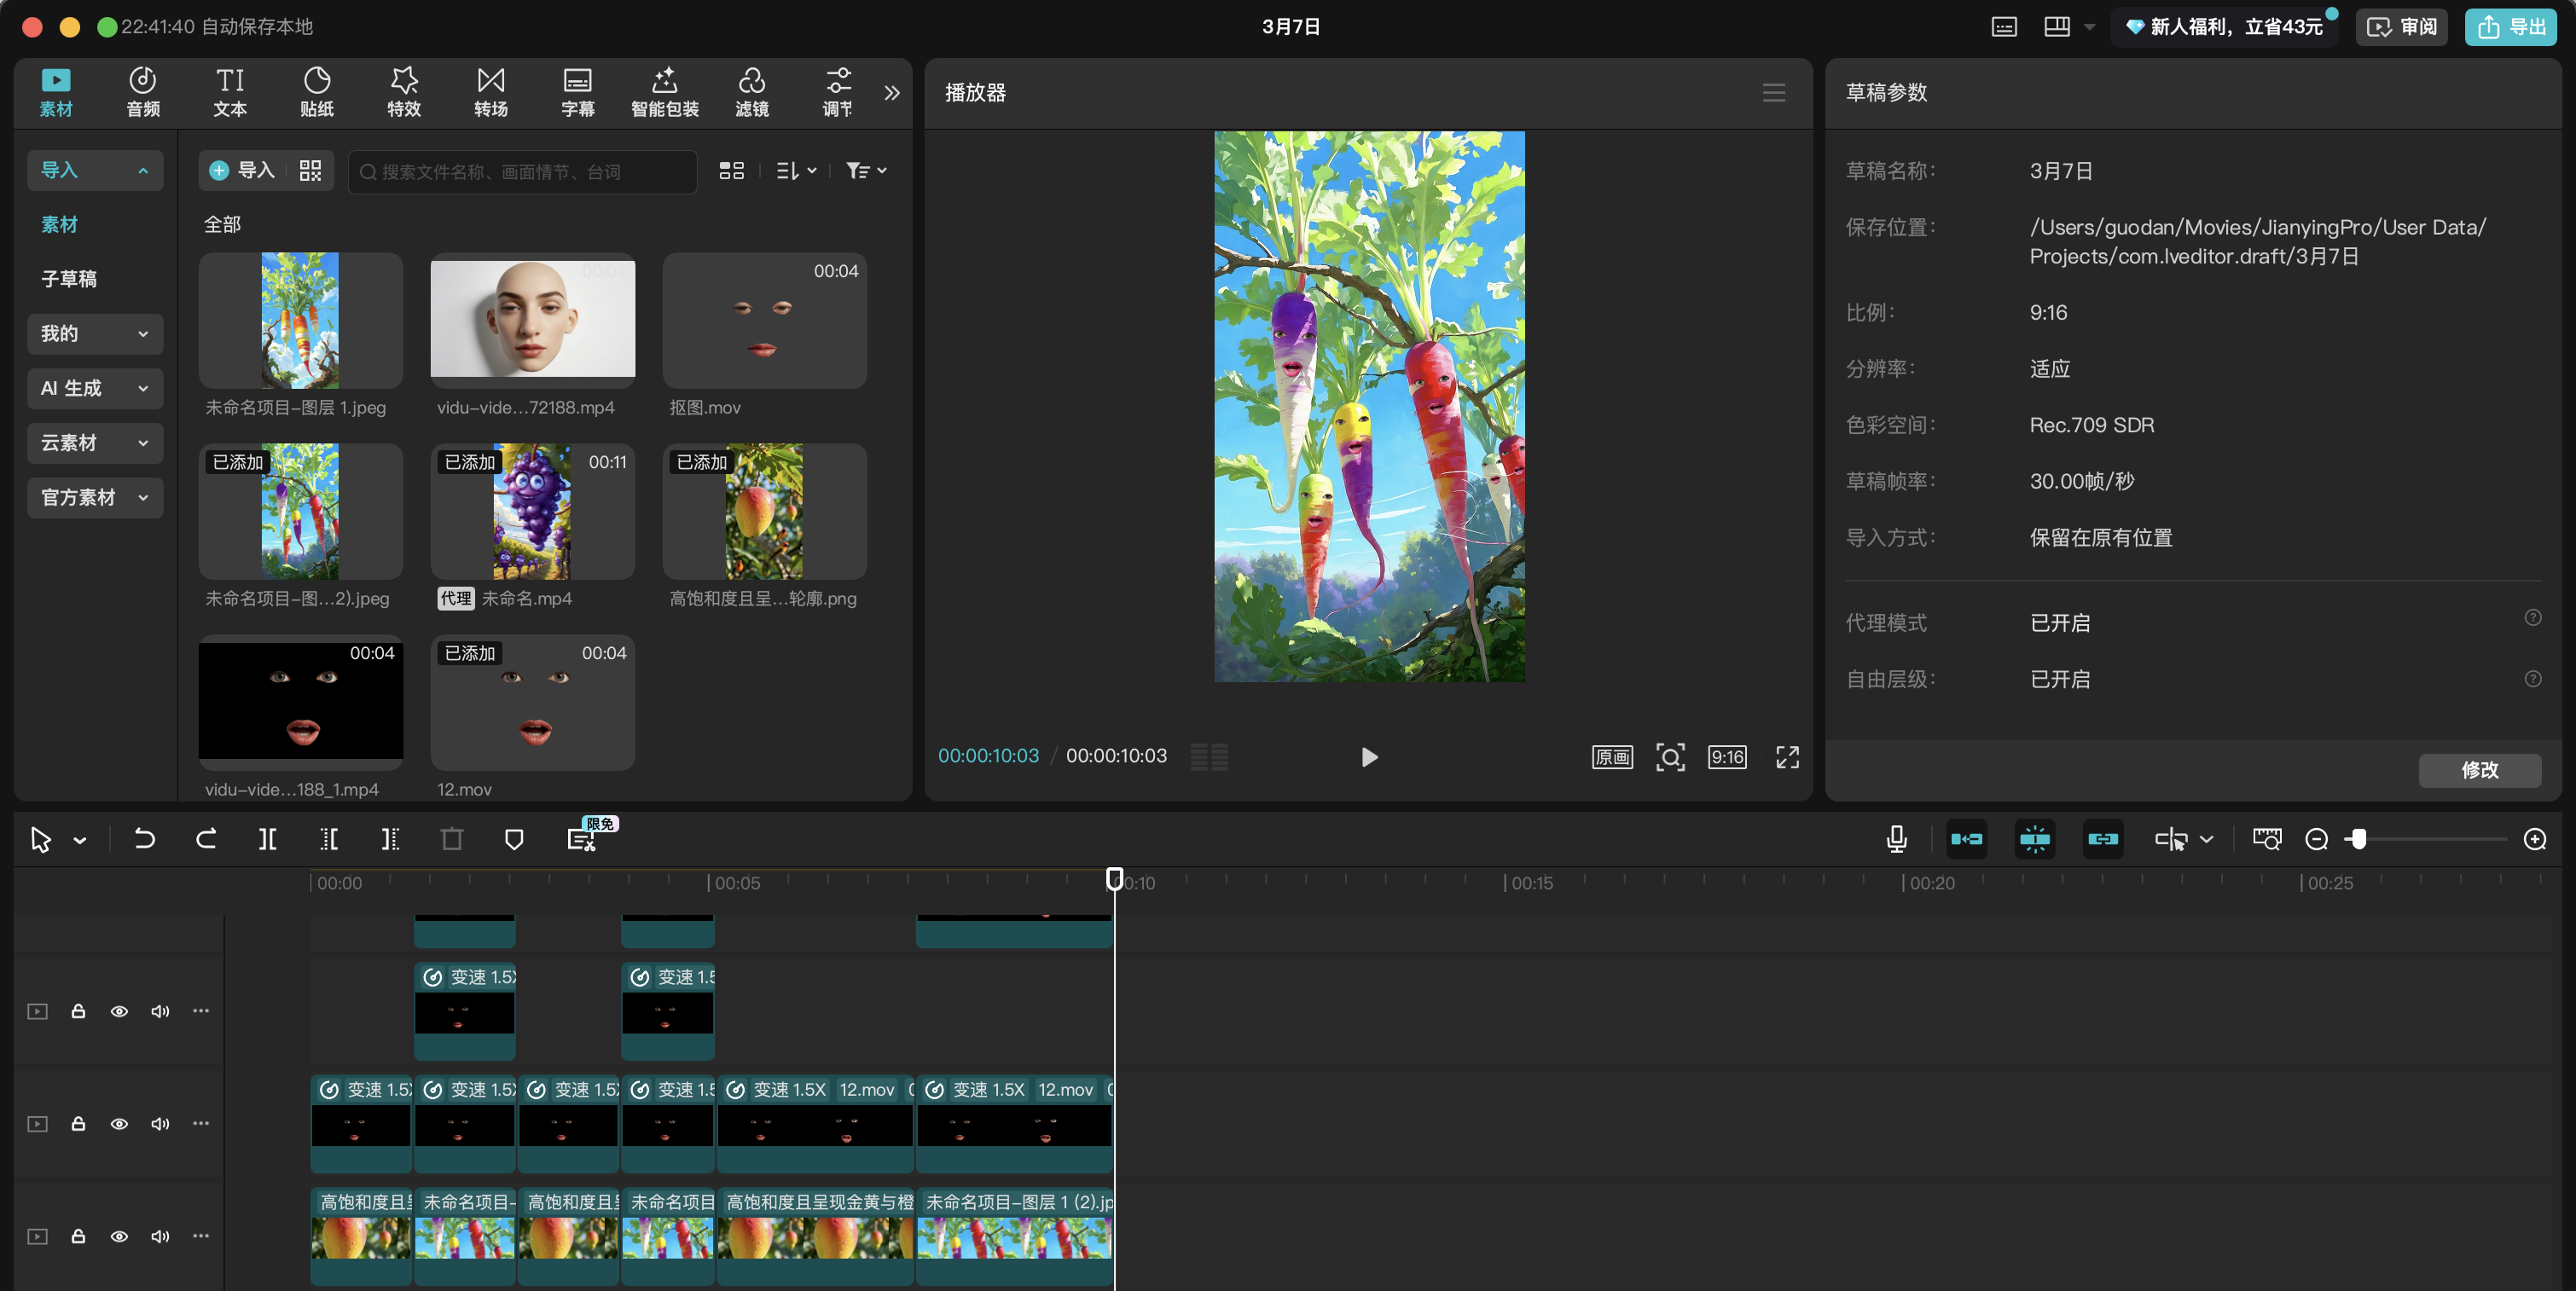 22:41:40 自动保存本地
3月7日
新人福利，立省43元
审阅
导出
素材
音频
文本
贴纸
特效
转场
字幕
智能包装
滤镜
调节
导入
素材
子草稿
我的
AI 生成
云素材
官方素材
导入
搜索文件名称、画面情节、台词
全部
未命名项目-图层 1.jpeg
vidu-vide...72188.mp4
00:04
抠图.mov
已添加
未命名项目-图...2).jpeg
已添加
00:11
代理
未命名.mp4
已添加
高饱和度且呈...轮廓.png
00:04
vidu-vide...188_1.mp4
已添加
00:04
12.mov
播放器
00:00:10:03 / 00:00:10:03
原画
9:16
草稿参数
草稿名称：
3月7日
保存位置：
/Users/guodan/Movies/JianyingPro/User Data/
Projects/com.lveditor.draft/3月7日
比例：
9:16
分辨率：
适应
色彩空间：
Rec.709 SDR
草稿帧率：
30.00帧/秒
导入方式：
保留在原有位置
代理模式
已开启
自由层级：
已开启
修改
限免
00:00
00:05
00:10
00:15
00:20
00:25
变速 1.5X
变速 1.5
变速 1.5X
变速 1.5X
变速 1.5X
变速 1.5
变速 1.5X 12.mov
变速 1.5X 12.mov
高饱和度且呈
未命名项目-
高饱和度且呈
未命名项目
高饱和度且呈现金黄与橙
未命名项目-图层 1 (2).jp